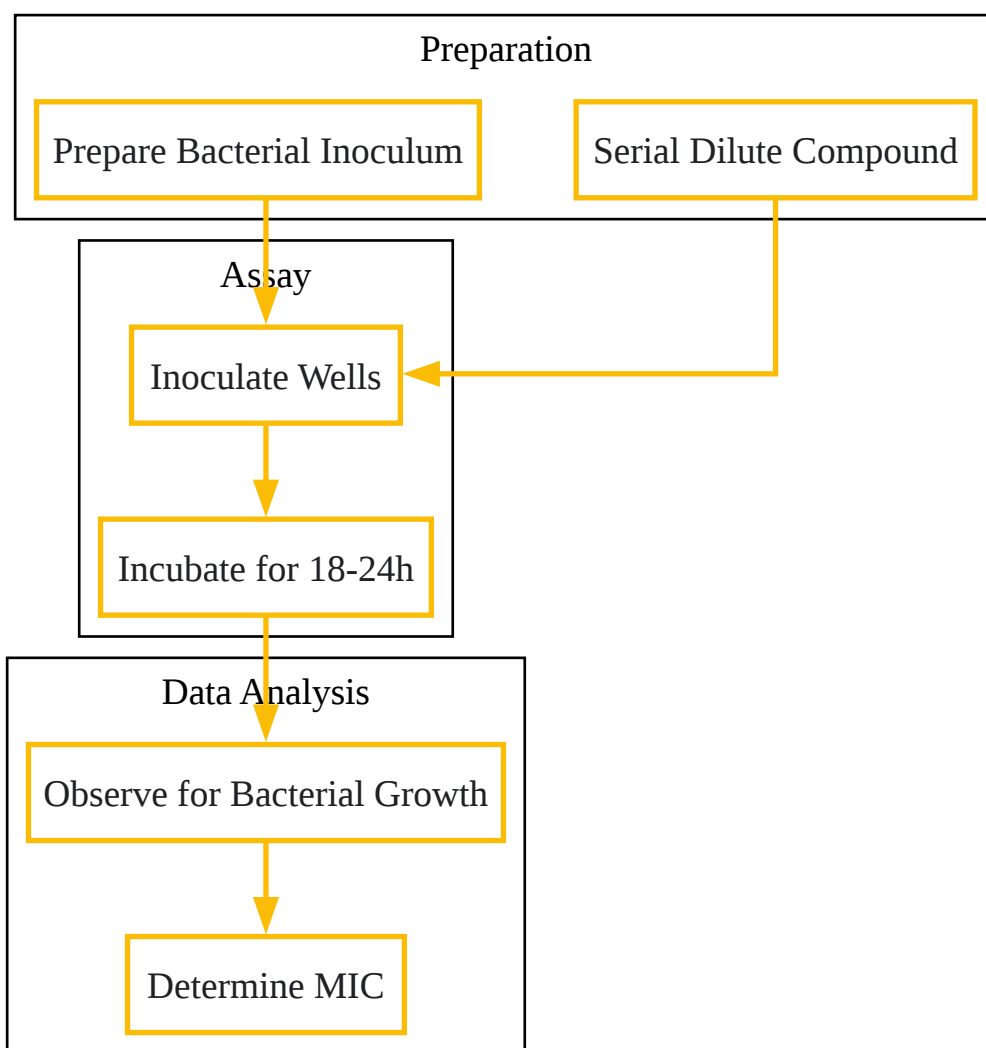 Preparation
Prepare Bacterial Inoculum
Serial Dilute Compound
Assay
Inoculate Wells
Incubate for 18-24h
Data Analysis
Observe for Bacterial Growth
Determine MIC